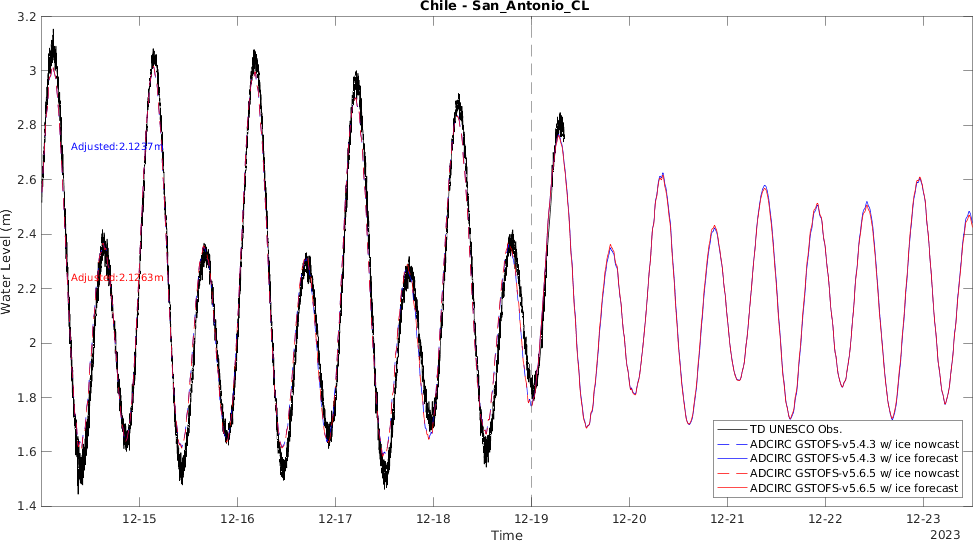 Chile - San_Antonio_CL
3.2
3
2.8
2.6
2.4
2.2
2
1.8
1.6
1.4
Water Level (m)
Adjusted:2.1237m
Adjusted:2.1263m
TD UNESCO Obs.
ADCIRC GSTOFS-v5.4.3 w/ ice nowcast
ADCIRC GSTOFS-v5.4.3 w/ ice forecast
ADCIRC GSTOFS-v5.6.5 w/ ice nowcast
ADCIRC GSTOFS-v5.6.5 w/ ice forecast
12-15 12-16 12-17 12-18 12-19 12-20 12-21 12-22 12-23
Time
2023